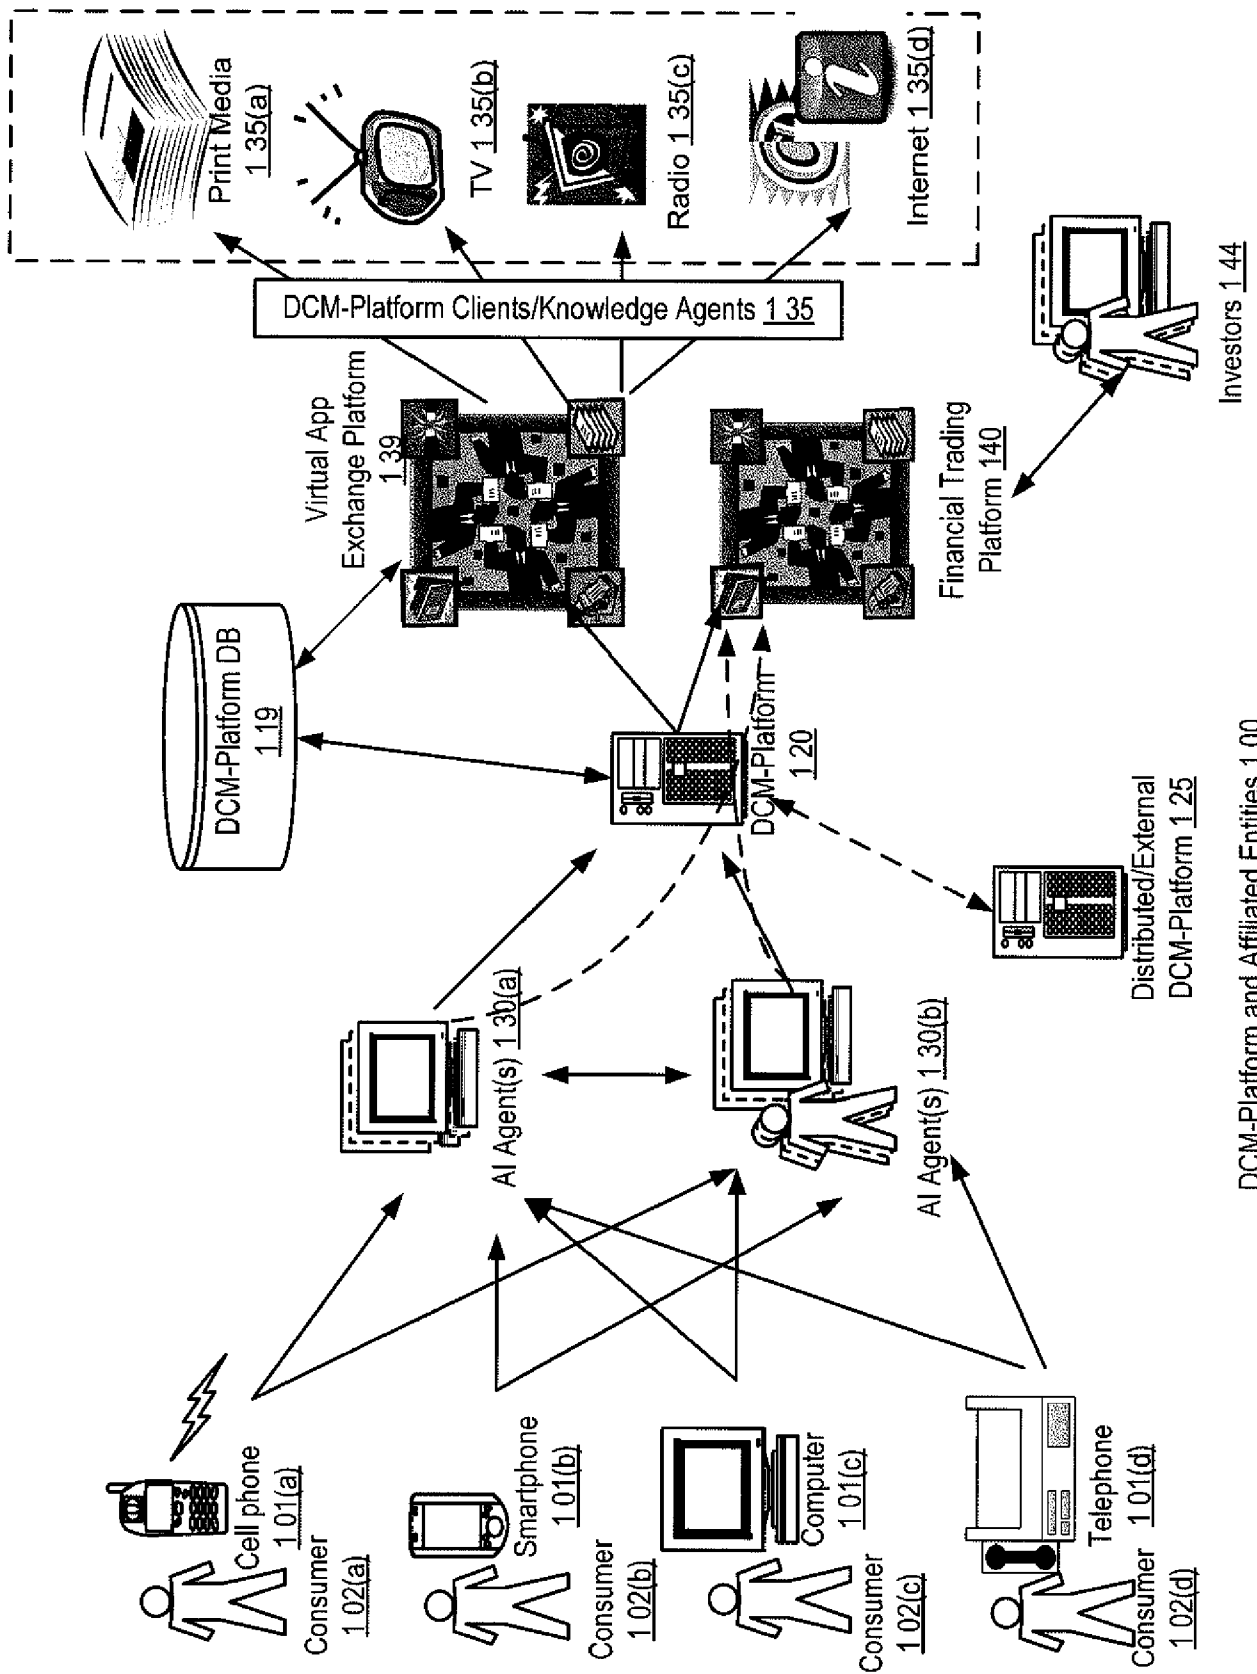 Cell phone
1 01(a)
Consumer
1 02(a)
Smartphone
1 01(b)
Consumer
1 02(b)
Computer
1 01(c)
Consumer
1 02(c)
Telephone
1 01(d)
Consumer
1 02(d)
AI Agent(s) 1 30(a)
AI Agent(s) 1 30(b)
DCM-Platform DB
1 19
DCM-Platform
1 20
Distributed/External
DCM-Platform 1 25
Virtual App
Exchange Platform
1 39
Financial Trading
Platform 140
DCM-Platform Clients/Knowledge Agents 1 35
Print Media
1 35(a)
TV 1 35(b)
Radio 1 35(c)
Internet 1 35(d)
Investors 1 44
DCM-Platform and Affiliated Entities 1 00